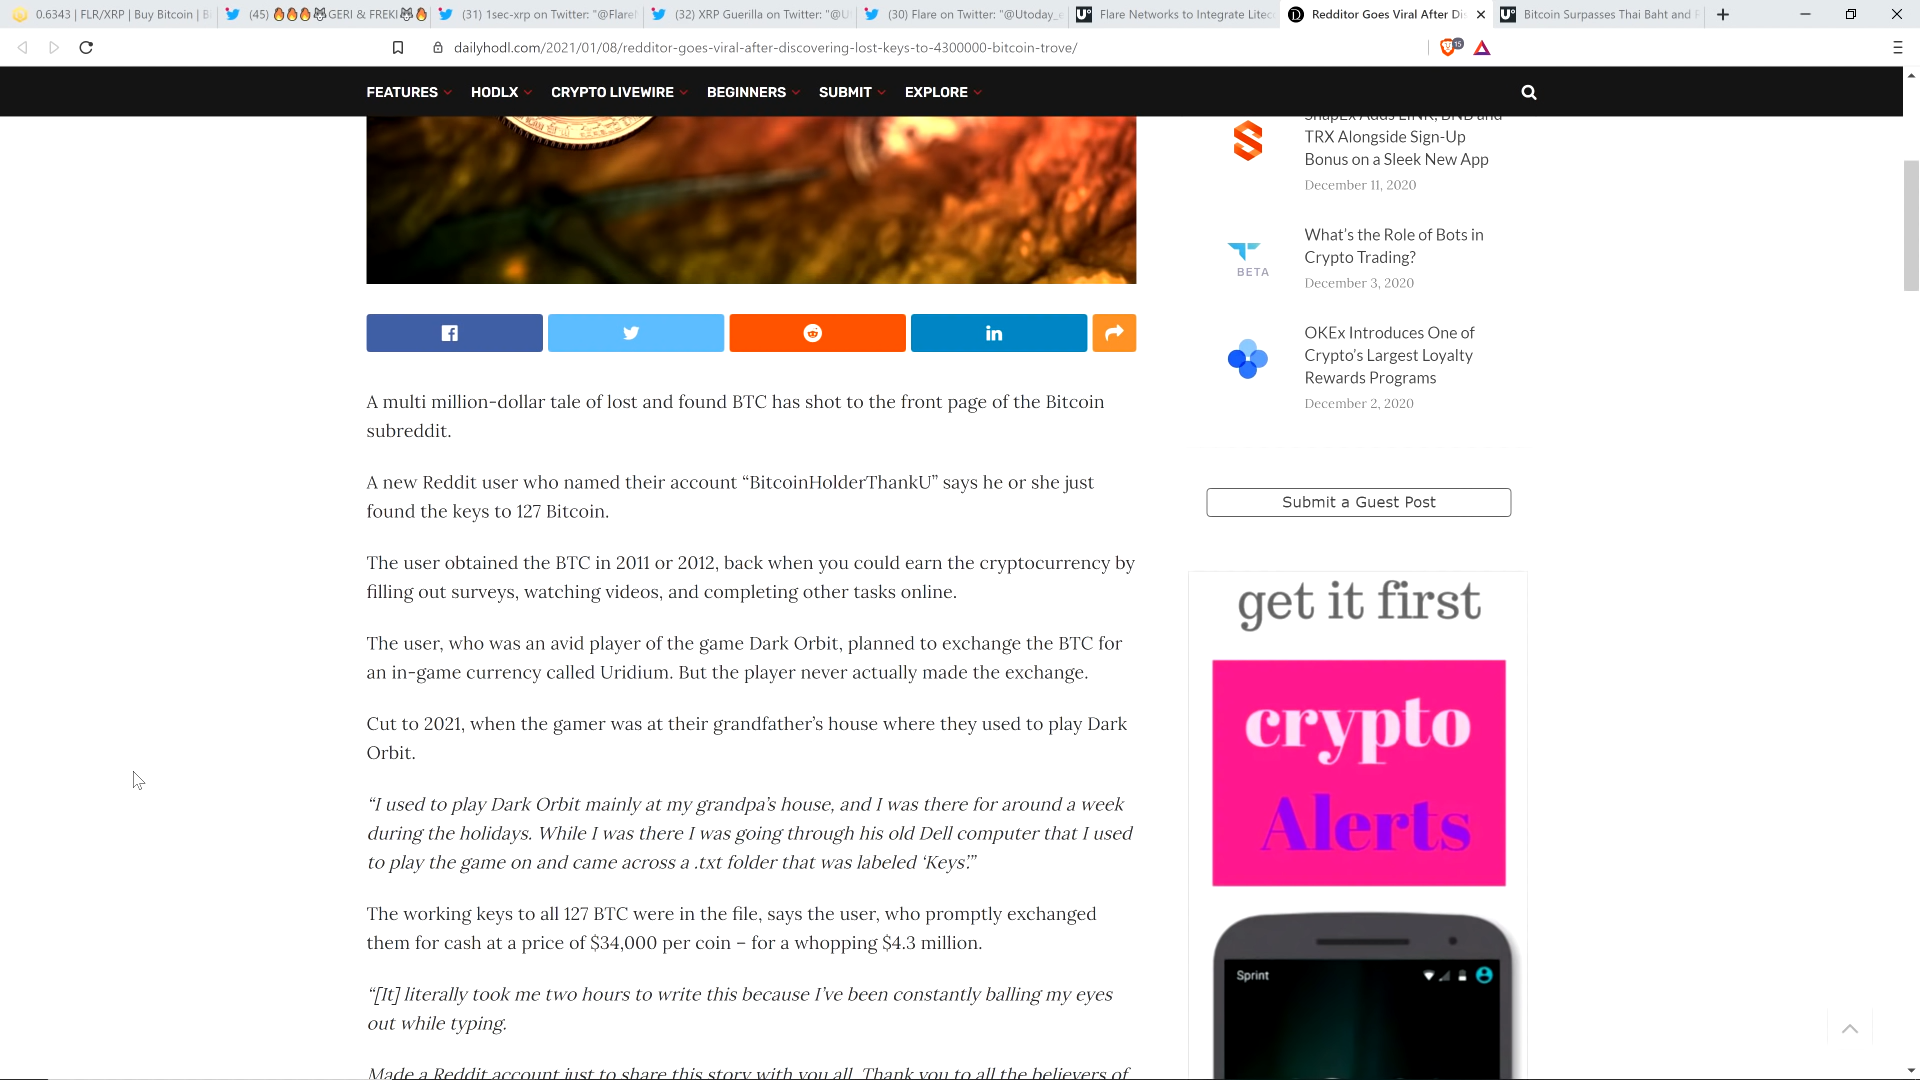 0.6343 | FLR/XRP | Buy Bitcoin | B
(45) 🔥🔥🔥🐺GERI & FREKI🐺🔥
(31) 1sec-xrp on Twitter: "@Flare
(32) XRP Guerilla on Twitter: "@U
(30) Flare on Twitter: "@Utoday_
Flare Networks to Integrate Litec
Redditor Goes Viral After Di
Bitcoin Surpasses Thai Baht and
dailyhodl.com/2021/01/08/redditor-goes-viral-after-discovering-lost-keys-to-4300000-bitcoin-trove/
15
FEATURES
HODLX
CRYPTO LIVEWIRE
BEGINNERS
SUBMIT
EXPLORE
SnapEx Adds LINK, BND and
TRX Alongside Sign-Up
Bonus on a Sleek New App
December 11, 2020
BETA
What's the Role of Bots in
Crypto Trading?
December 3, 2020
OKEx Introduces One of
Crypto's Largest Loyalty
Rewards Programs
December 2, 2020
A multi million-dollar tale of lost and found BTC has shot to the front page of the Bitcoin
subreddit.
A new Reddit user who named their account “BitcoinHolderThankU” says he or she just
found the keys to 127 Bitcoin.
The user obtained the BTC in 2011 or 2012, back when you could earn the cryptocurrency by
filling out surveys, watching videos, and completing other tasks online.
The user, who was an avid player of the game Dark Orbit, planned to exchange the BTC for
an in-game currency called Uridium. But the player never actually made the exchange.
Cut to 2021, when the gamer was at their grandfather’s house where they used to play Dark
Orbit.
“I used to play Dark Orbit mainly at my grandpa’s house, and I was there for around a week
during the holidays. While I was there I was going through his old Dell computer that I used
to play the game on and came across a .txt folder that was labeled ‘Keys’.”
The working keys to all 127 BTC were in the file, says the user, who promptly exchanged
them for cash at a price of $34,000 per coin – for a whopping $4.3 million.
“[It] literally took me two hours to write this because I’ve been constantly balling my eyes
out while typing.
Made a Reddit account just to share this story with you all. Thank you to all the believers of
Submit a Guest Post
get it first
crypto
Alerts
Sprint